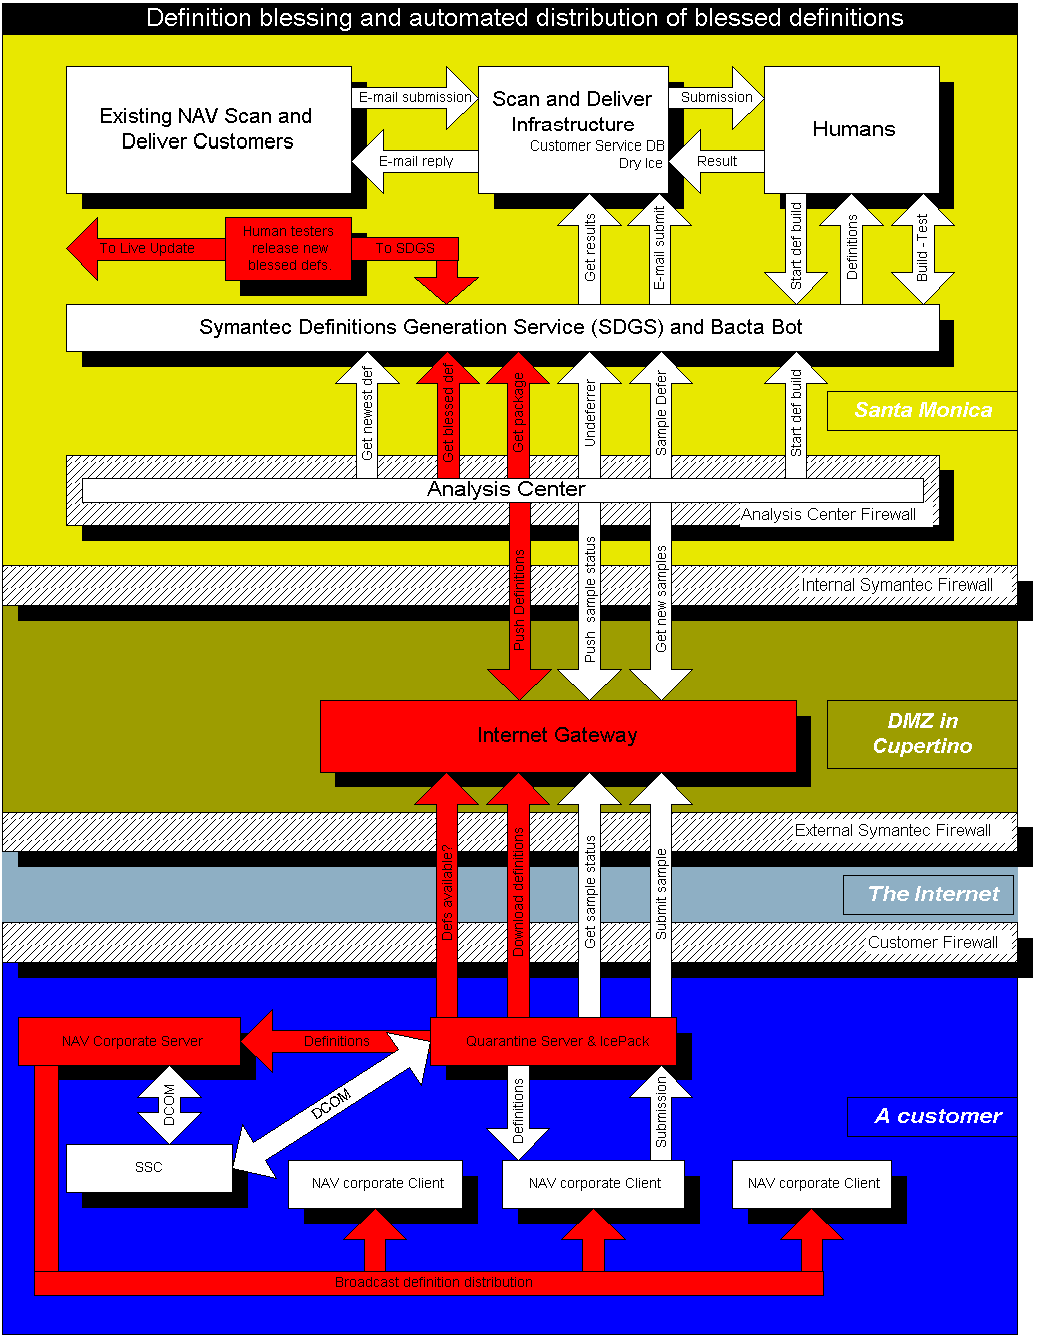 Definition blessing and automated distribution of blessed definitions
Existing NAV Scan and
Deliver Customers
E-mail submission
E-mail reply
Scan and Deliver
Infrastructure
Customer Service DB
Dry Ice
Submission
Result
Humans
To Live Update
Human testers
release new
blessed defs.
To SDGS
Get results
E-mail submit
Start def build
Definitions
Build -Test
Symantec Definitions Generation Service (SDGS) and Bacta Bot
Get newest def
Get blessed def
Get package
Undeferrer
Sample Defer
Start def build
Santa Monica
Analysis Center
Analysis Center Firewall
Internal Symantec Firewall
Push Definitions
Push sample status
Get new samples
Internet Gateway
DMZ in
Cupertino
External Symantec Firewall
Defs available?
Download definitions
Get sample status
Submit sample
The Internet
Customer Firewall
NAV Corporate Server
Definitions
Quarantine Server & IcePack
DCOM
DCOM
Definitions
Submission
A customer
SSC
NAV corporate Client
NAV corporate Client
NAV corporate Client
Broadcast definition distribution